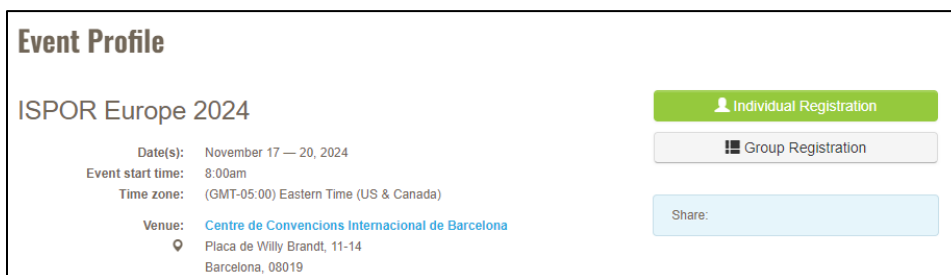 Event Profile
ISPOR Europe 2024
Individual Registration
Group Registration
Date(s): November 17 — 20, 2024
Event start time: 8:00am
Time zone: (GMT-05:00) Eastern Time (US & Canada)
Share:
Venue: Centre de Convencions Internacional de Barcelona
Placa de Willy Brandt, 11-14
Barcelona, 08019